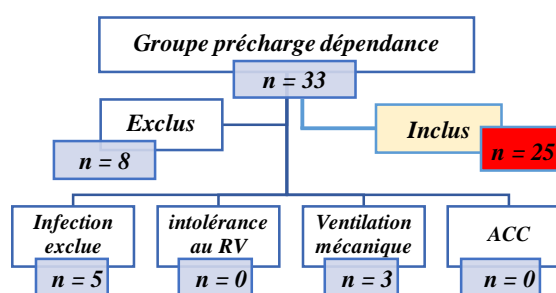 Groupe précharge dépendance
n = 33
Exclus
n = 8
Inclus
n = 25
Infection
exclue
n = 5
intolérance
au RV
n = 0
Ventilation
mécanique
n = 3
ACC
n = 0